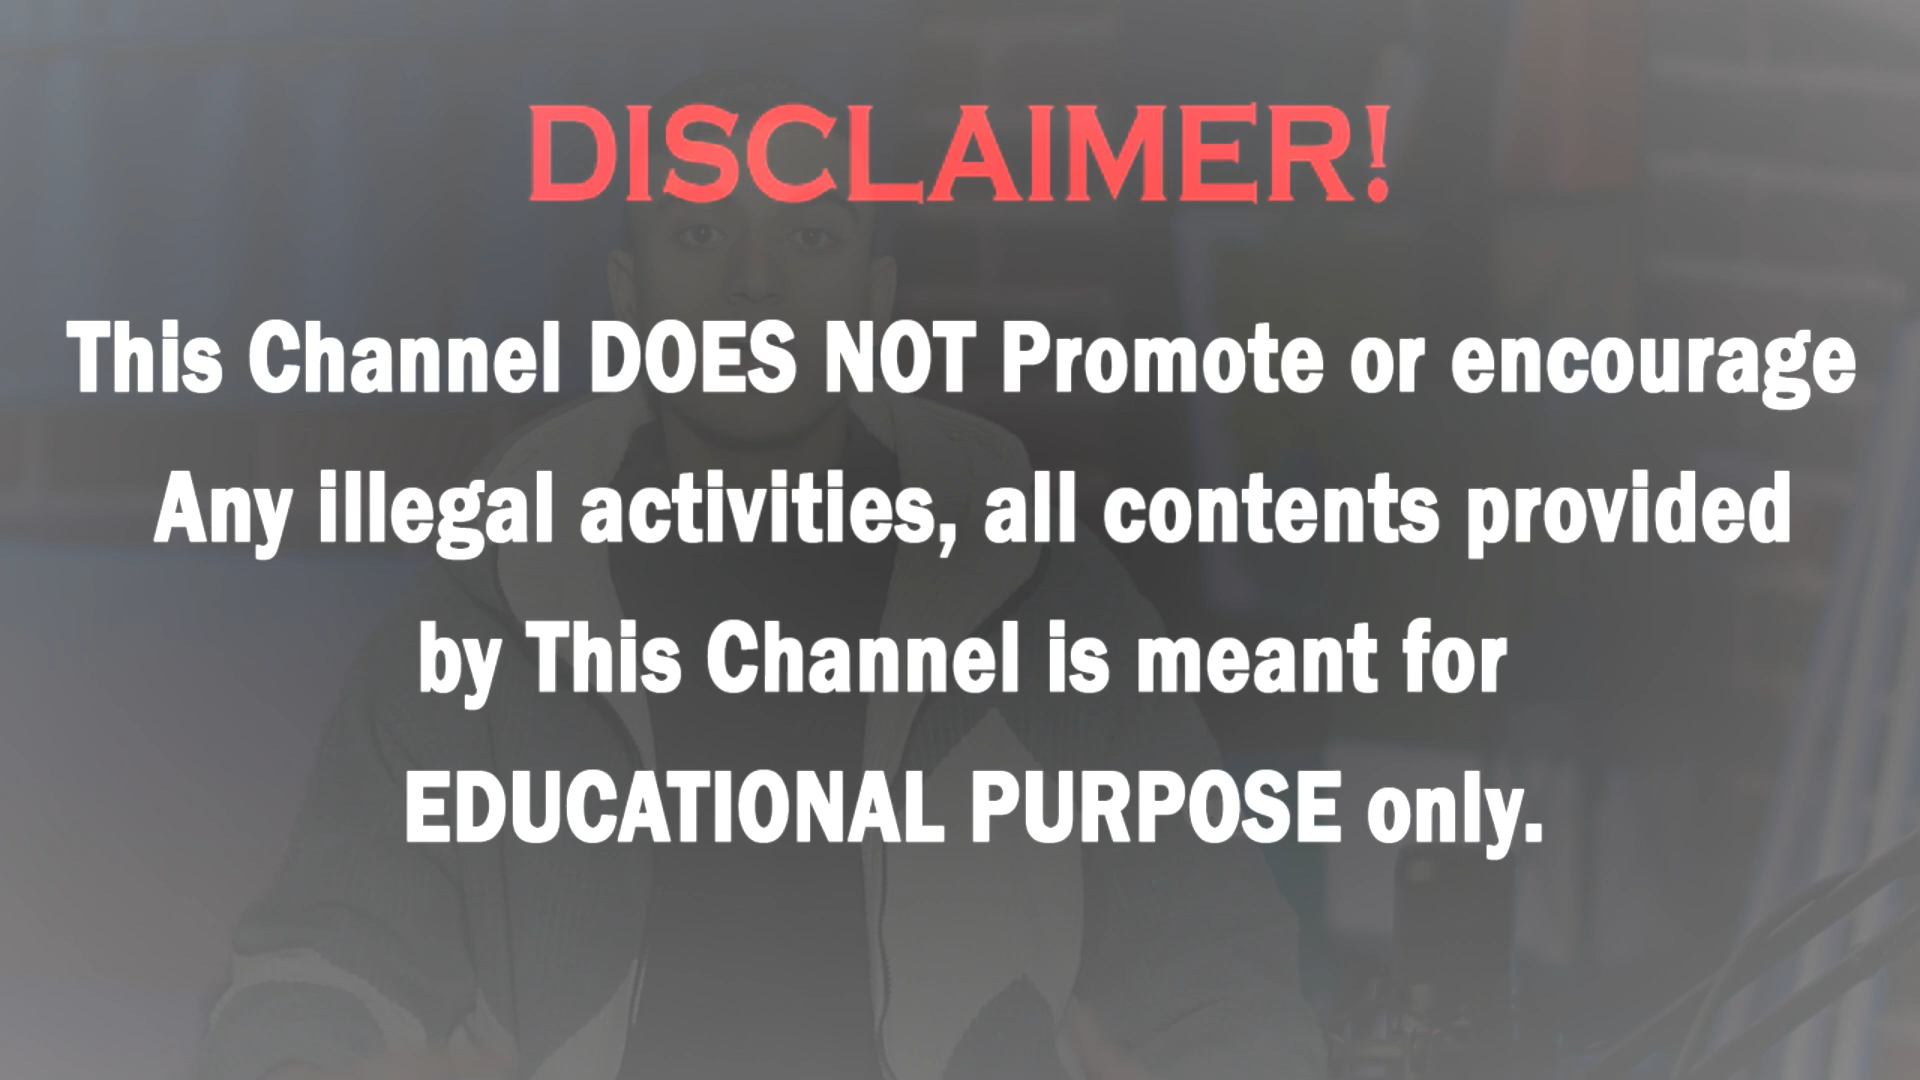 DISCLAIMER!
This Channel DOES NOT Promote or encourage
Any illegal activities, all contents provided
by This Channel is meant for
EDUCATIONAL PURPOSE only.